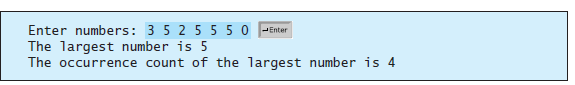 Enter numbers: 3 5 2 5 5 5 0 ↵Enter
The largest number is 5
The occurrence count of the largest number is 4